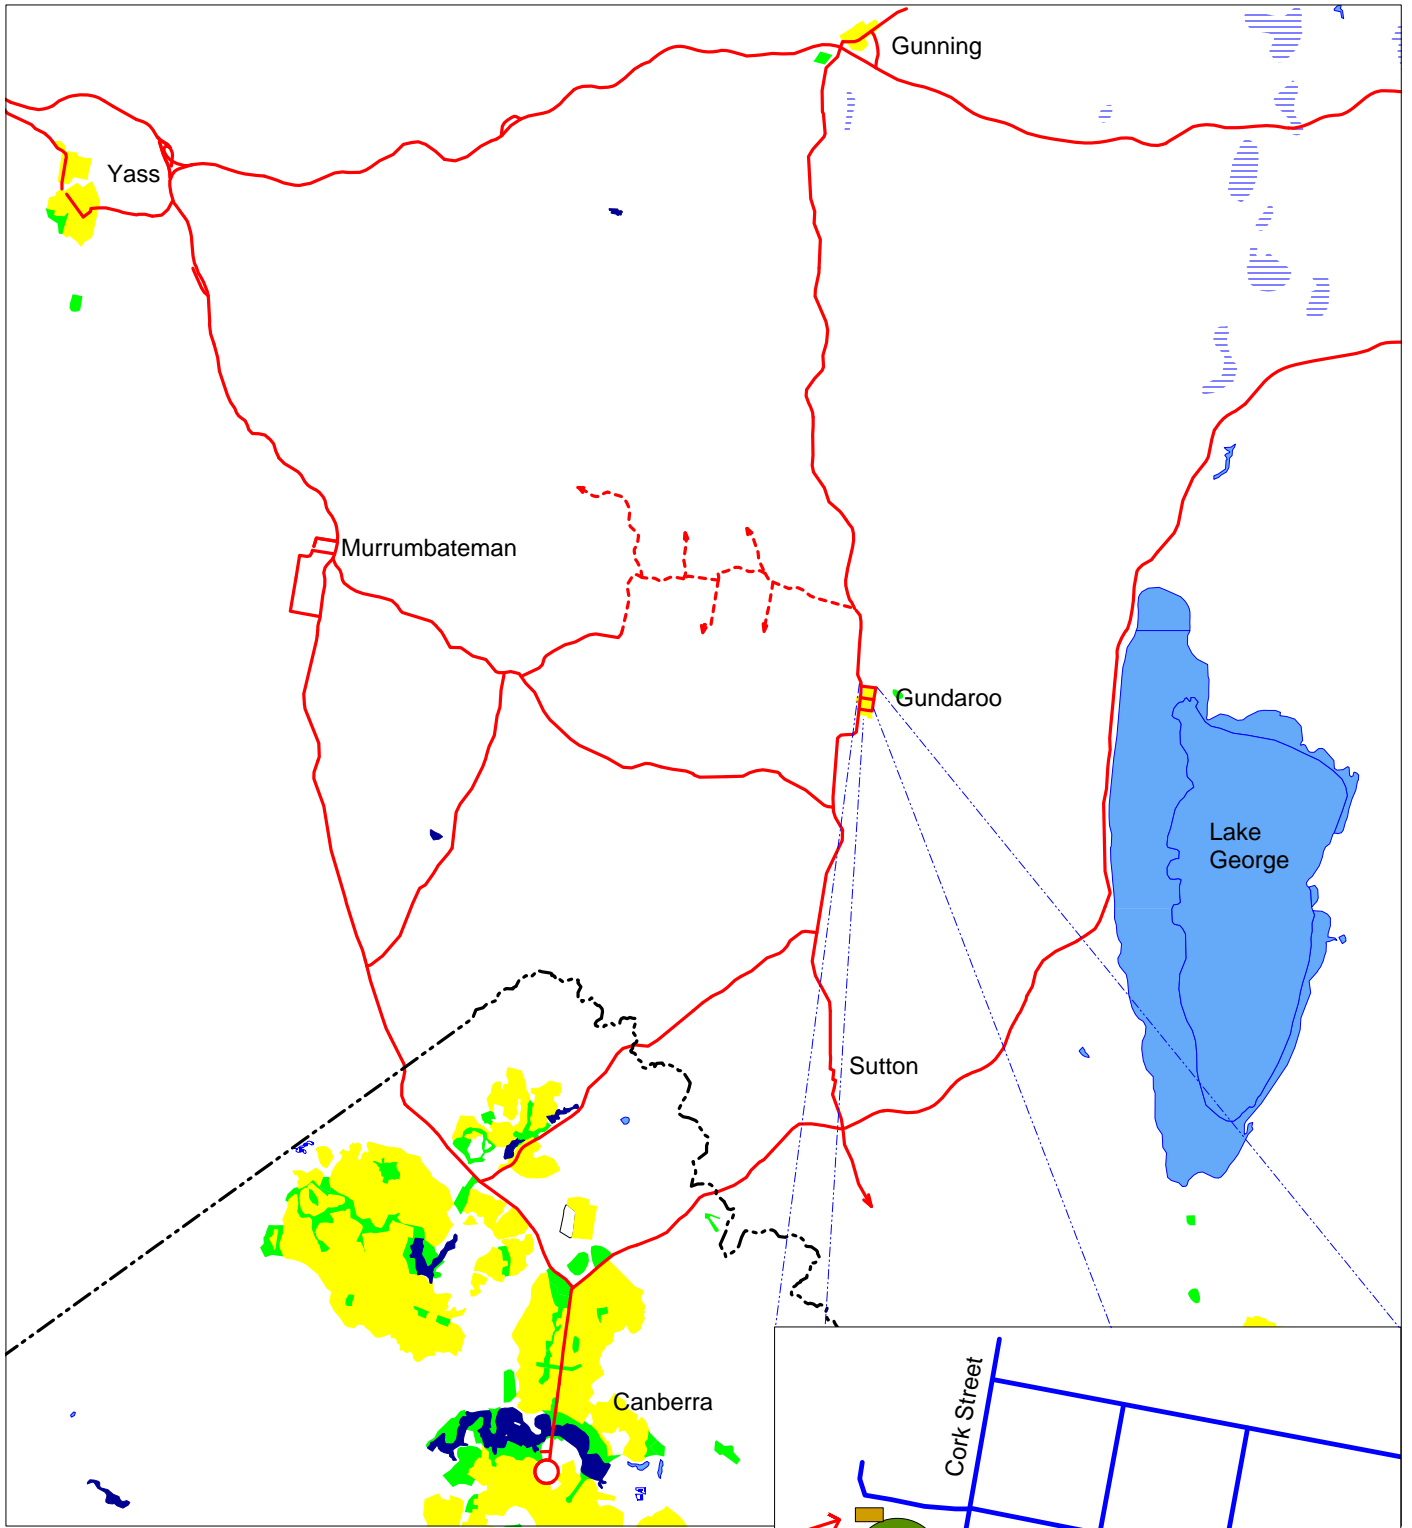 Gunning
Yass
Murrumbateman
Gundaroo
Lake
George
Sutton
Canberra
Cork Street